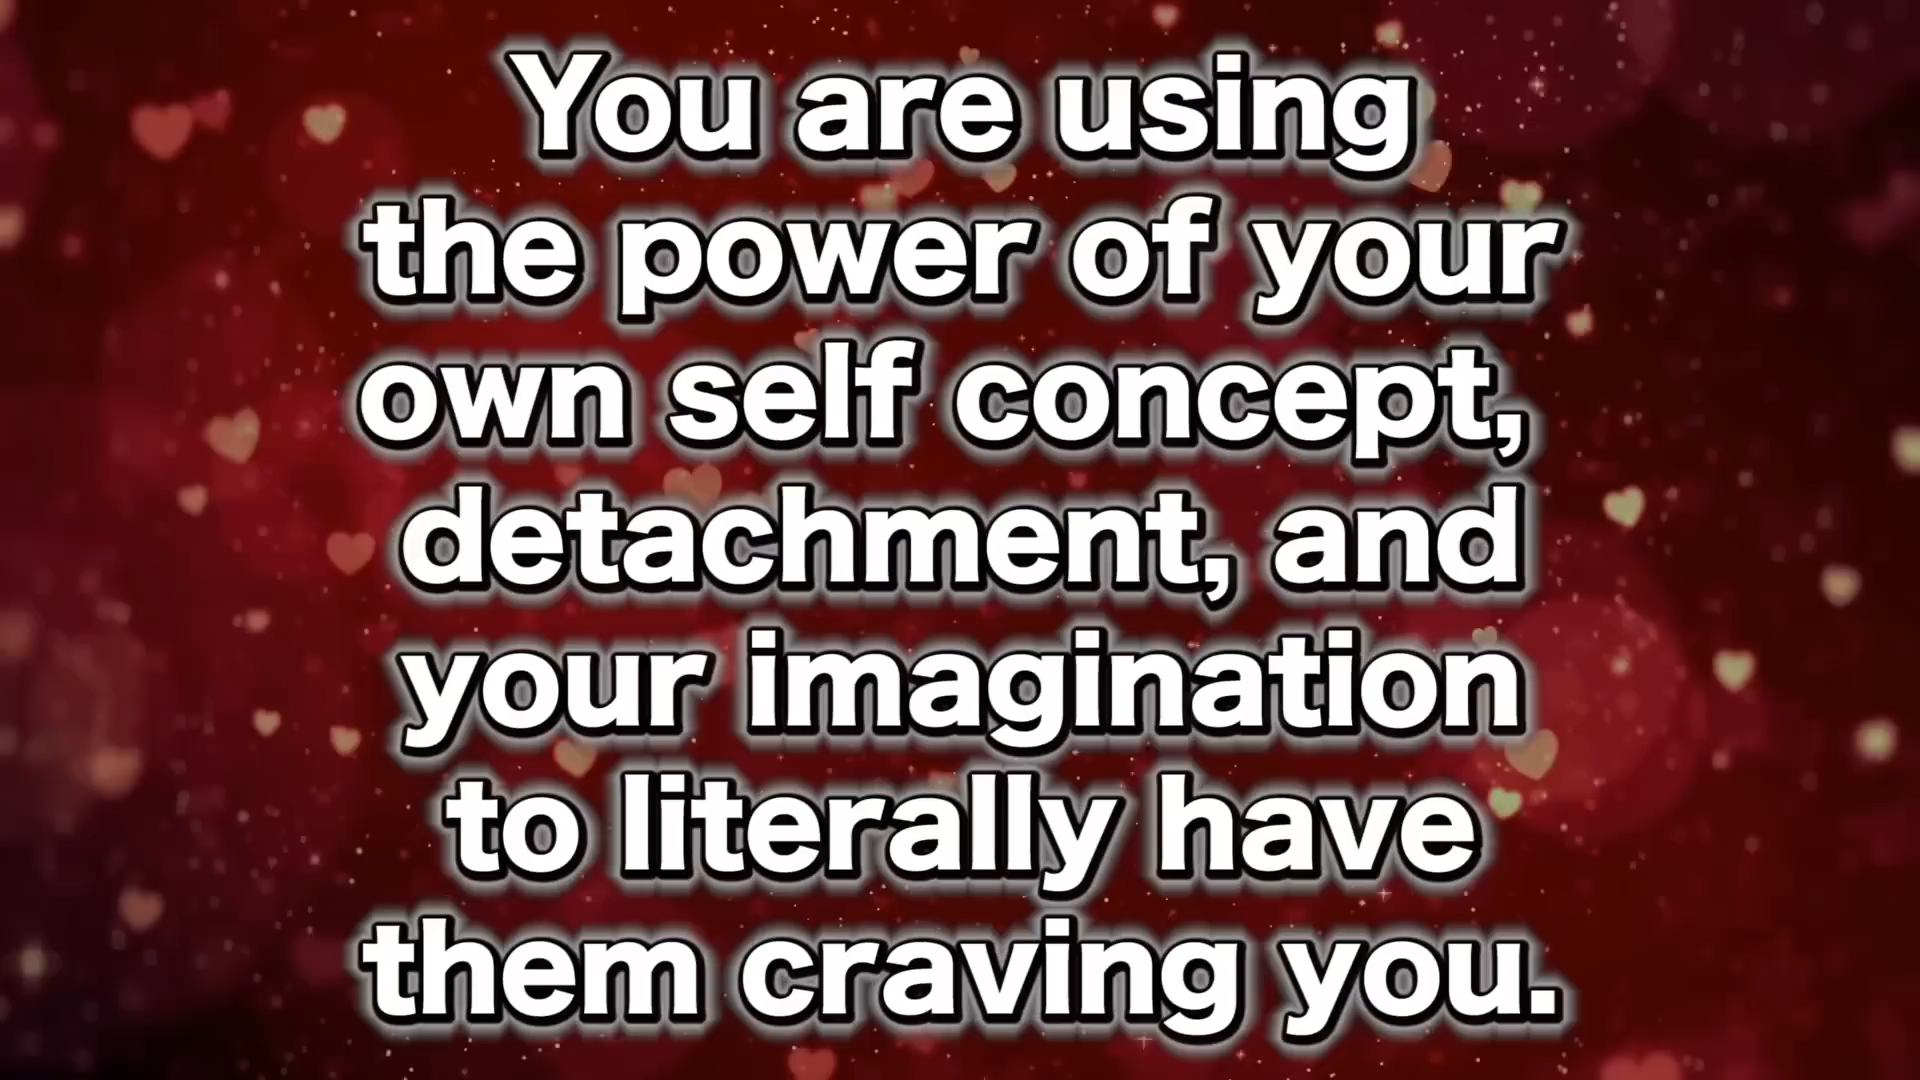 You are using
the power of your
own self concept,
detachment, and
your imagination
to literally have
them craving you.